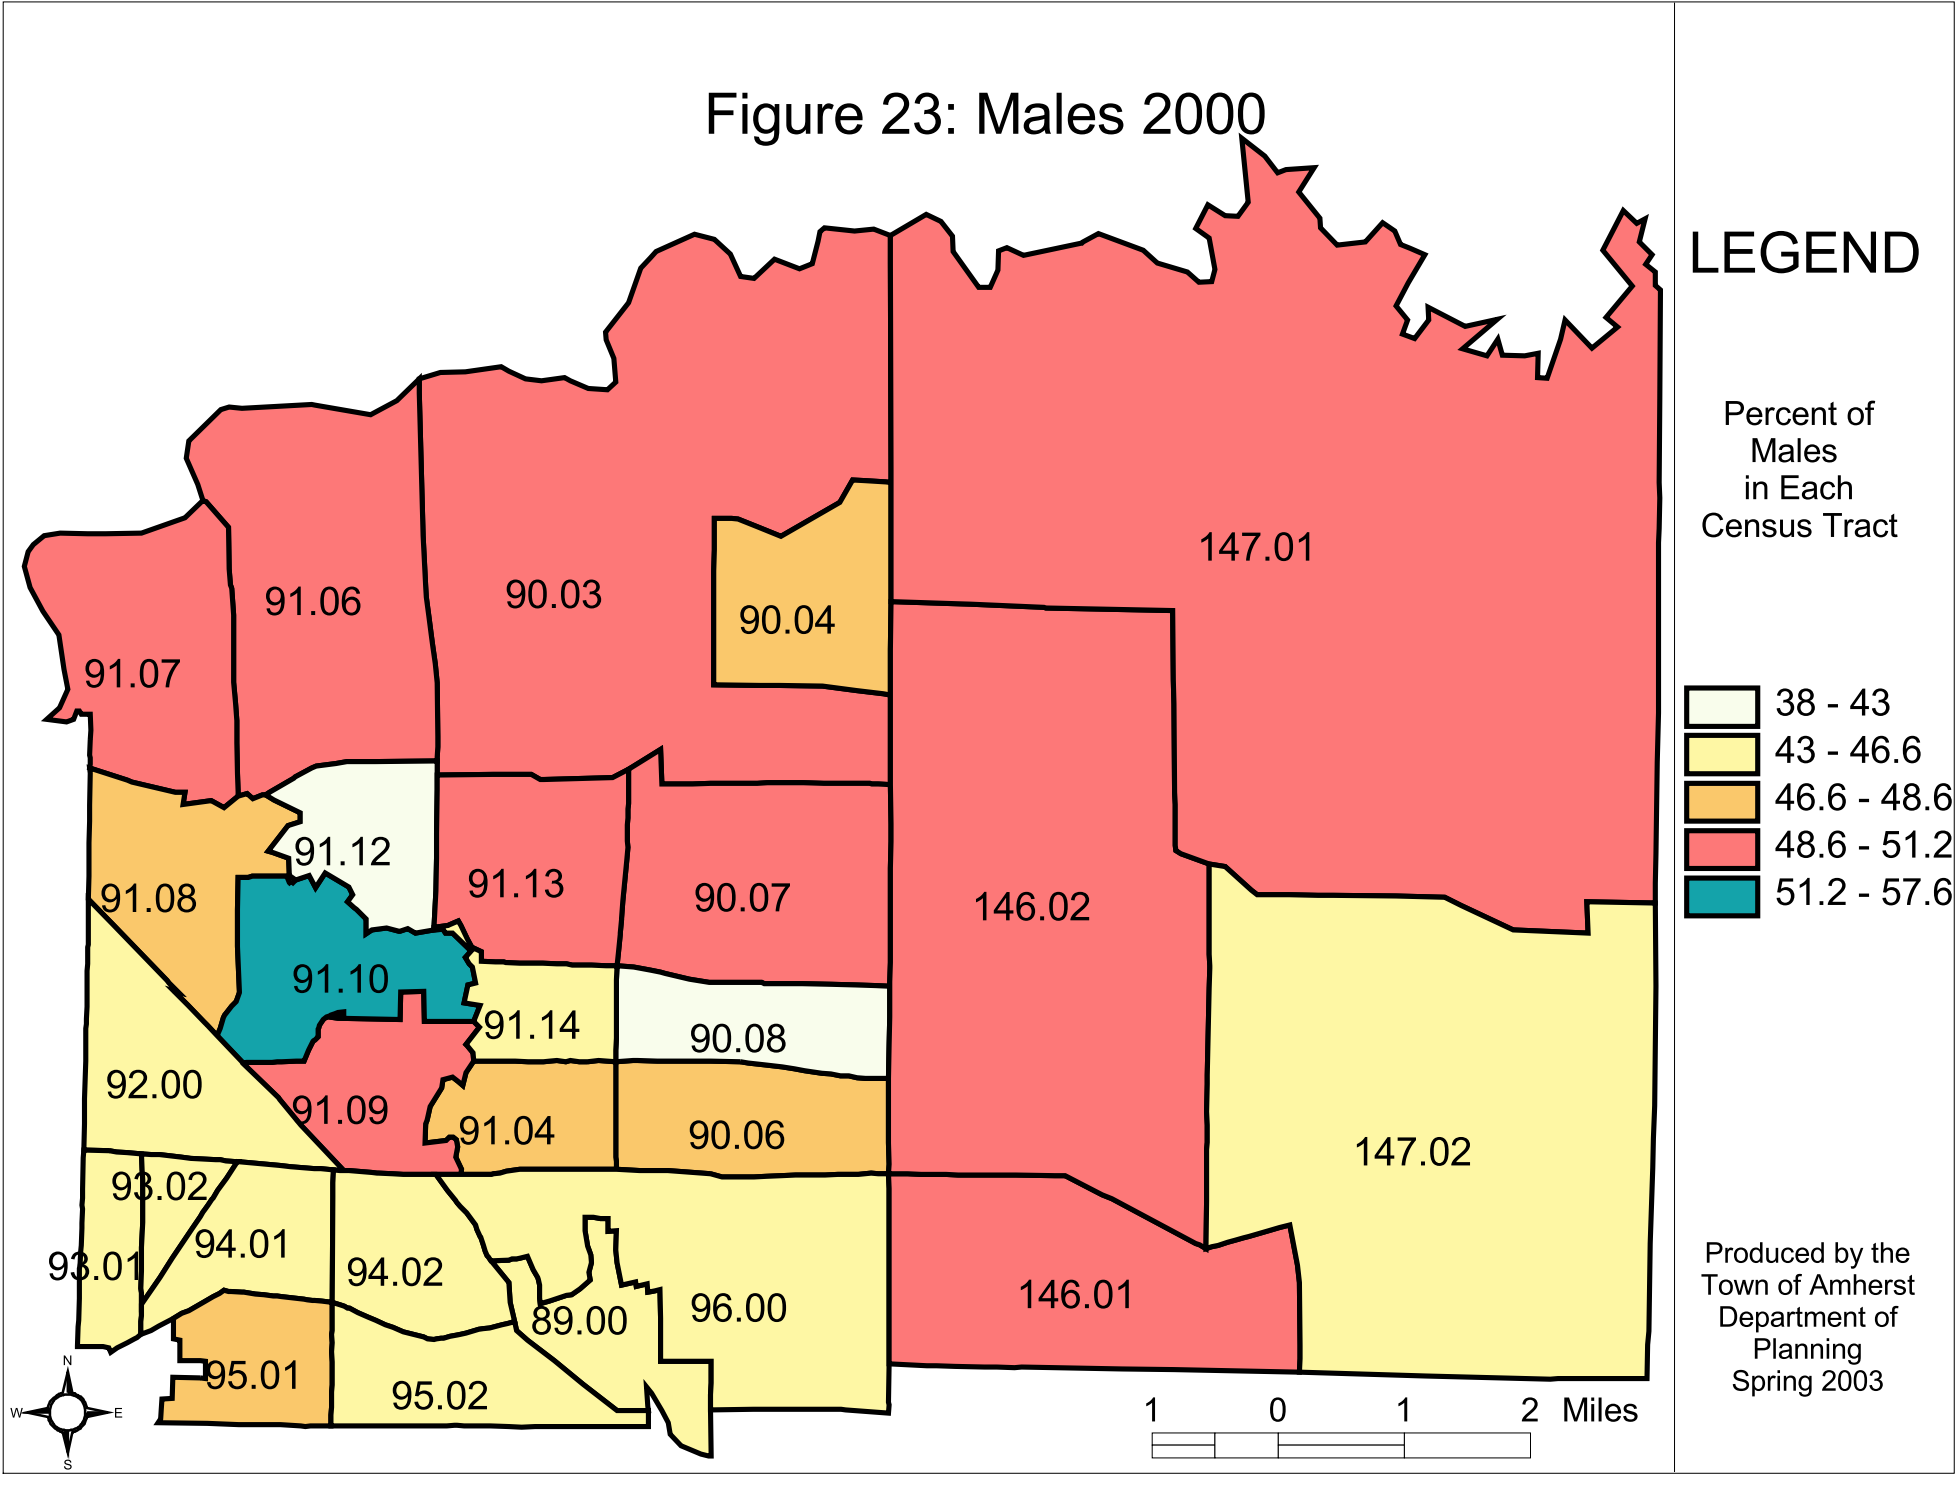 Figure 23: Males 2000
LEGEND
Percent of
Males
in Each
Census Tract
38 - 43
43 - 46.6
46.6 - 48.6
48.6 - 51.2
51.2 - 57.6
147.01
91.06
90.03
90.04
91.07
91.12
91.13
90.07
146.02
91.08
91.10
91.14
90.08
92.00
91.09
91.04
90.06
147.02
93.02
94.01
93.01
94.02
89.00
96.00
146.01
95.01
95.02
Produced by the
Town of Amherst
Department of
Planning
Spring 2003
N
W
E
S
1 0 1 2 Miles